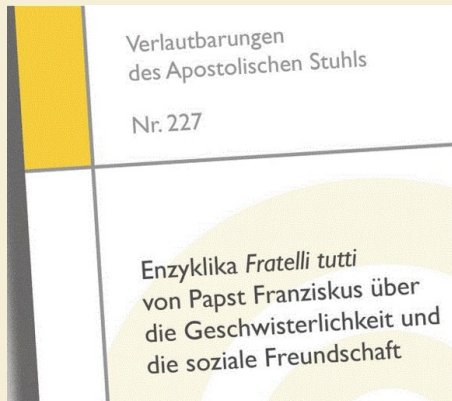 Verlautbarungen
des Apostolischen Stuhls
Nr. 227
Enzyklika Fratelli tutti
von Papst Franziskus über
die Geschwisterlichkeit und
die soziale Freundschaft